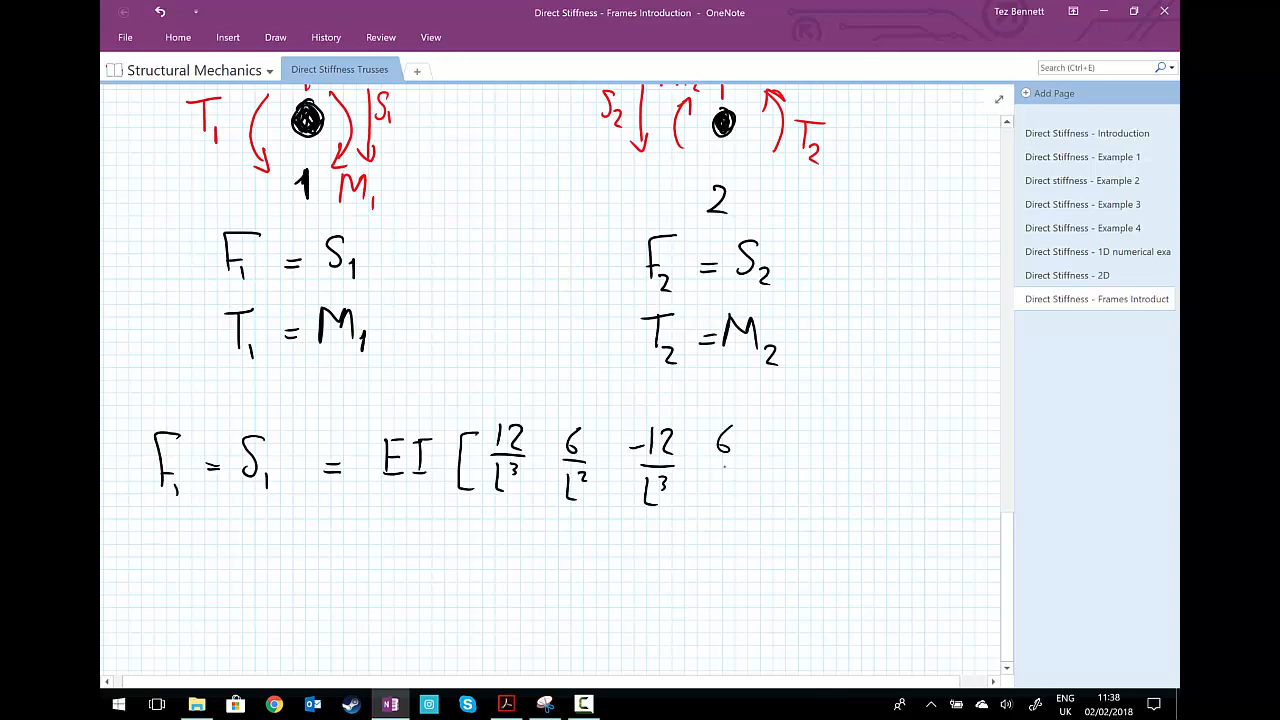 Direct Stiffness - Frames Introduction - OneNote
Tez Bennett
File Home Insert Draw History Review View
Structural Mechanics
Direct Stiffness Trusses
+
Search (Ctrl+E)
Add Page
Direct Stiffness - Introduction
Direct Stiffness - Example 1
Direct stiffness - Example 2
Direct Stiffness - Example 3
Direct Stiffness - Example 4
Direct Stiffness - 1D numerical exa
Direct Stiffness - 2D
Direct Stiffness - Frames Introduct
T₁ S₁ S₂ T₂
1 M₁ 2
F₁ = S₁ F₂ = S₂
T₁ = M₁ T₂ = M₂
F₁ = S₁ = EI [ 12/L³ 6/L² -12/L³ 6
ENG 11:38
UK 02/02/2018